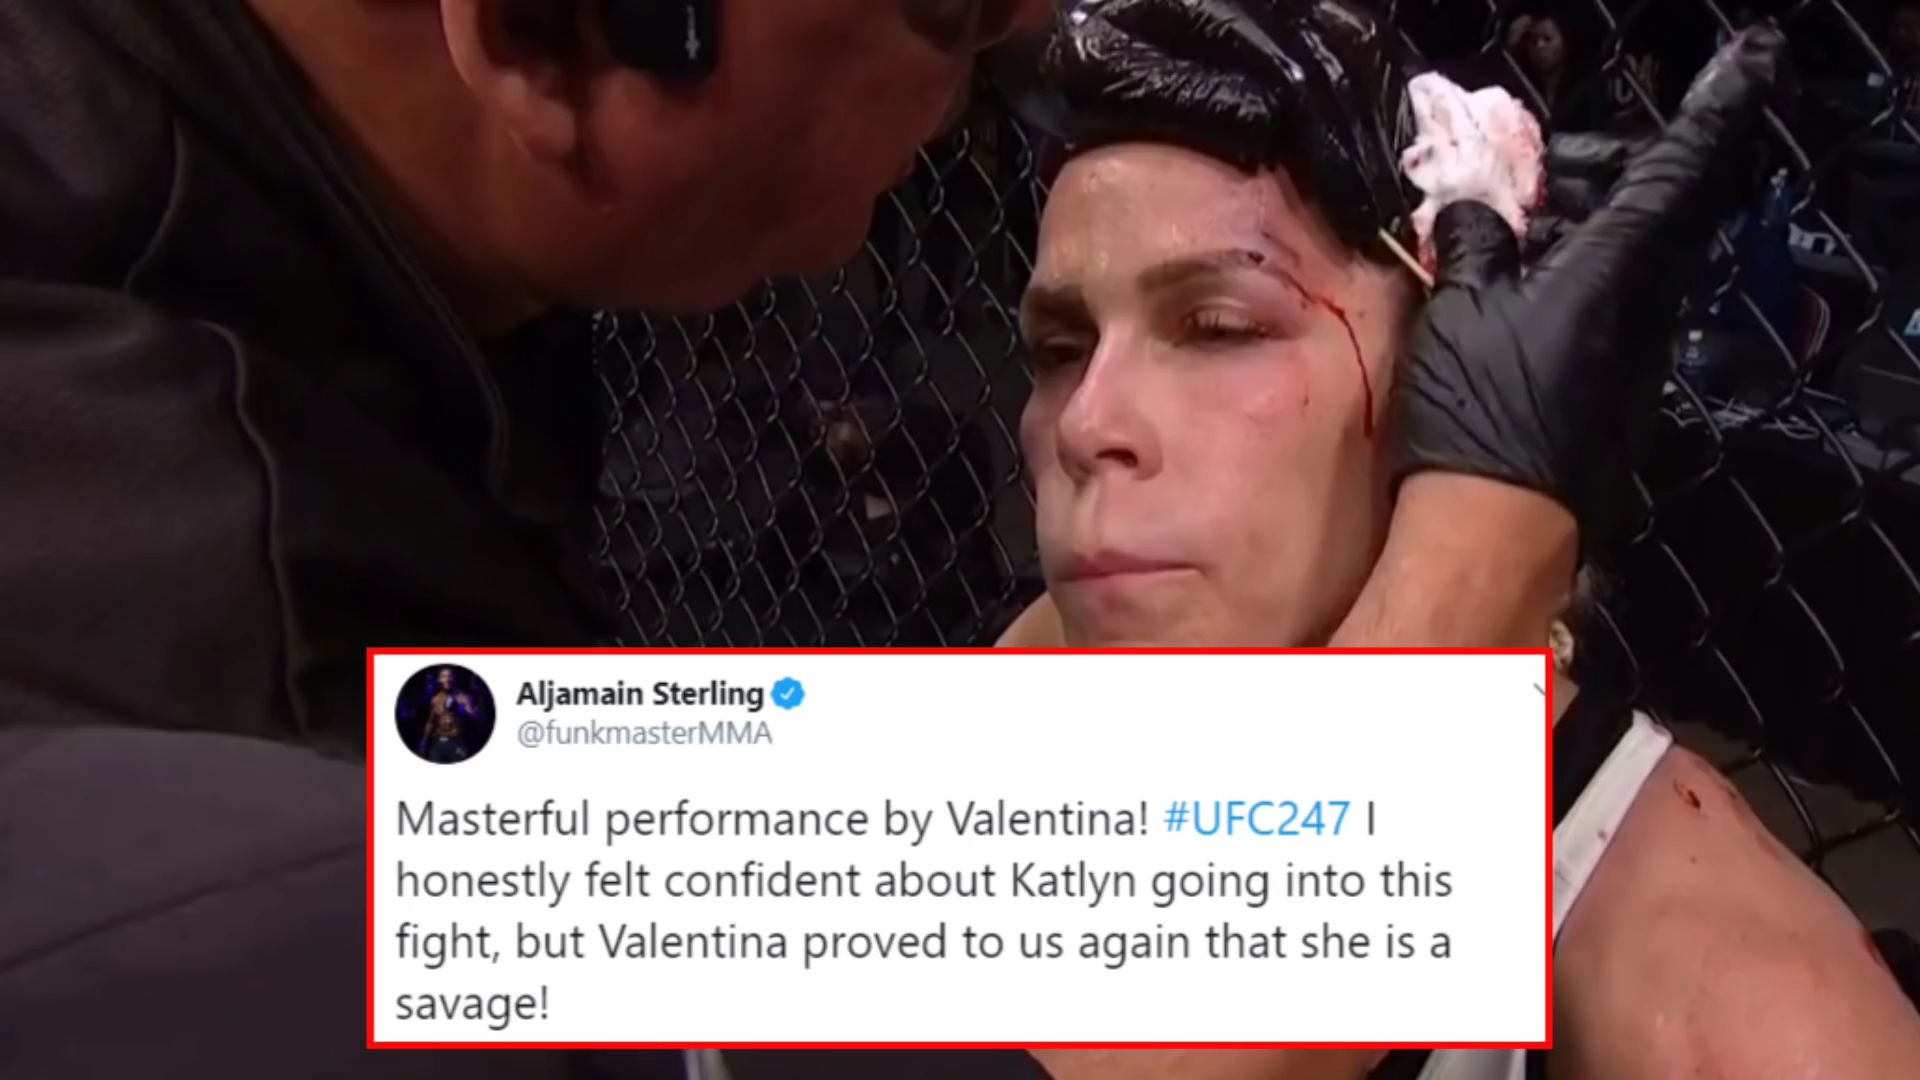 Aljamain Sterling
@funkmasterMMA
Masterful performance by Valentina! #UFC247 I
honestly felt confident about Katlyn going into this
fight, but Valentina proved to us again that she is a
savage!